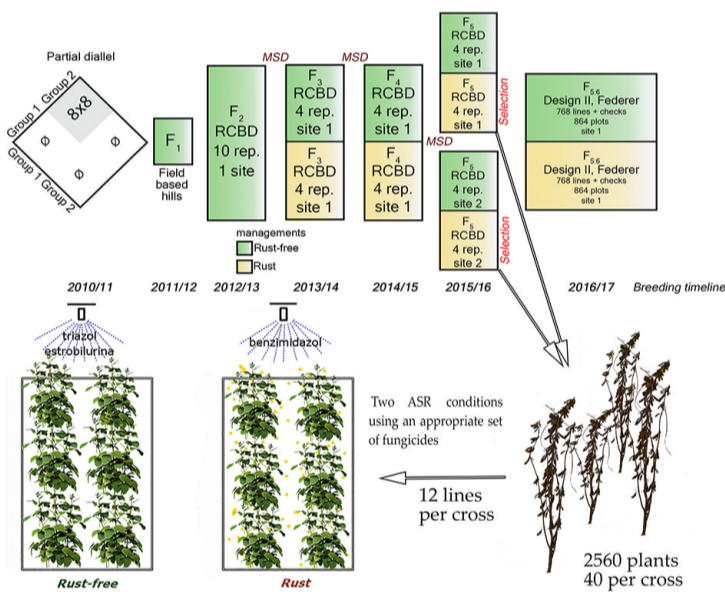 Partial diallel
Group 1 Group 2
8x8
Ø
Ø
Ø
Group 1 Group 2
F1
Field
based
hills
F2
RCBD
10 rep.
1 site
MSD
F3
RCBD
4 rep.
site 1
F3
RCBD
4 rep.
site 1
MSD
F4
RCBD
4 rep.
site 1
F4
RCBD
4 rep.
site 1
MSD
F5
RCBD
4 rep.
site 1
F5
RCBD
4 rep.
site 1
Selection
F5
RCBD
4 rep.
site 2
F5
RCBD
4 rep.
site 2
Selection
F5:6
Design II, Federer
768 lines + checks
864 plots
site 1
F5:6
Design II, Federer
768 lines + checks
864 plots
site 1
managements
Rust-free
Rust
2010/11 2011/12 2012/13 2013/14 2014/15 2015/16 2016/17 Breeding timeline
triazol
estrobilurina
benzimidazol
Two ASR conditions
using an appropriate set
of fungicides
12 lines
per cross
2560 plants
40 per cross
Rust-free
Rust